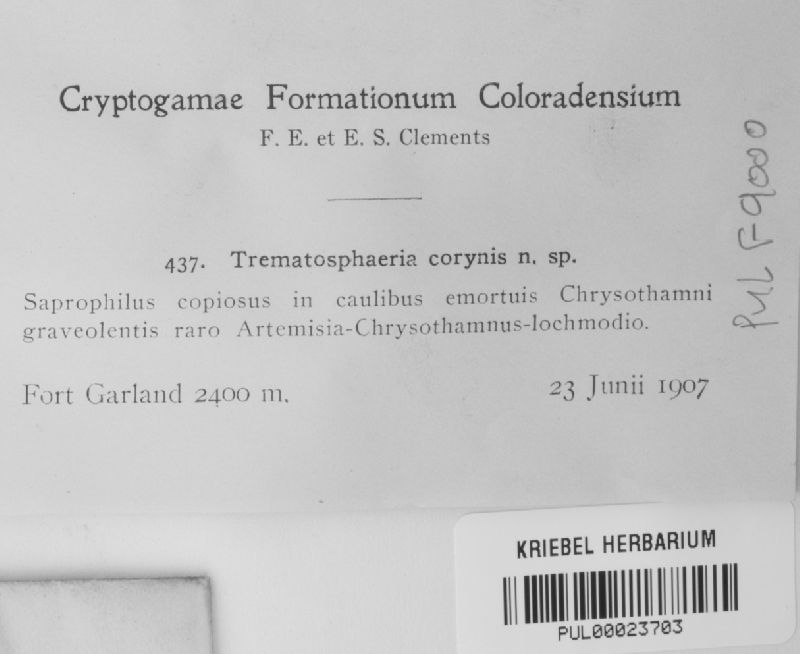 Cryptogamae Formationum Coloradensium
F. E. et E. S. Clements
437. Trematosphaeria corynis n. sp.
Saprophilus copiosus in caulibus emortuis Chrysothamni
graveolentis raro Artemisia-Chrysothamnus-lochmodio.
Fort Garland 2400 m. 23 Junii 1907
PUL F9000
KRIEBEL HERBARIUM
PUL00023703